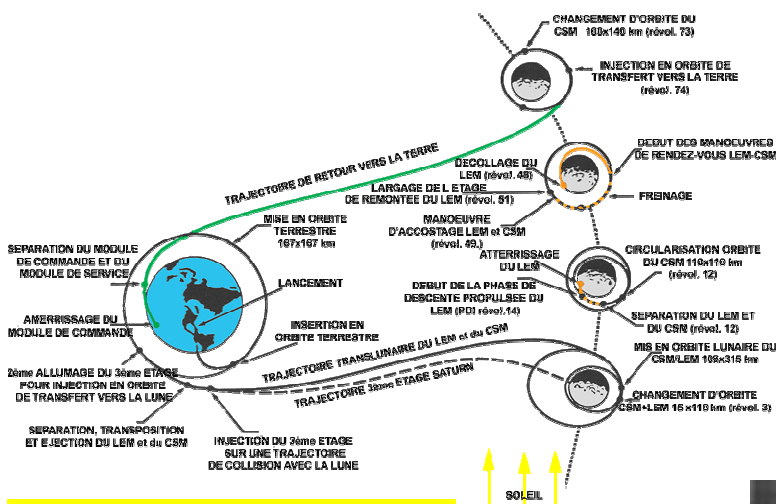 CHANGEMENT D'ORBITE DU
CSM 168x140 km (révol. 73)
INJECTION EN ORBITE DE
TRANSFERT VERS LA TERRE
(révol. 74)
DEBUT DES MANOEUVRES
DE RENDEZ-VOUS LEM-CSM
DECOLLAGE DU
LEM (révol. 48)
LARGAGE DE L ETAGE
DE REMONTEE DU LEM (révol. 51)
FREINAGE
MANOEUVRE
D'ACCOSTAGE LEM et CSM
(révol. 49.)
TRAJECTOIRE DE RETOUR VERS LA TERRE
MISE EN ORBITE
TERRESTRE
167x167 km
SEPARATION DU MODULE
DE COMMANDE ET DU
MODULE DE SERVICE
LANCEMENT
AMERRISSAGE DU
MODULE DE COMMANDE
INSERTION EN
ORBITE TERRESTRE
ATTERRISSAGE
DU LEM
CIRCULARISATION ORBITE
DU CSM 110x110 km
(révol. 12)
DEBUT DE LA PHASE DE
DESCENTE PROPULSEE DU
LEM (PDI révol.14)
SEPARATION DU LEM ET
DU CSM (révol. 12)
TRAJECTOIRE TRANSLUNAIRE DU LEM et du CSM
TRAJECTOIRE 3ème ETAGE SATURN
MIS EN ORBITE LUNAIRE DU
CSM/LEM 109x315 km
CHANGEMENT D'ORBITE
CSM+LEM 15 x110 km (révol. 3)
2ème ALLUMAGE DU 3ème ETAGE
POUR INJECTION EN ORBITE
DE TRANSFERT VERS LA LUNE
SEPARATION, TRANSPOSITION
ET EJECTION DU LEM et du CSM
INJECTION DU 3ème ETAGE
SUR UNE TRAJECTOIRE
DE COLLISION AVEC LA LUNE
SOLEIL